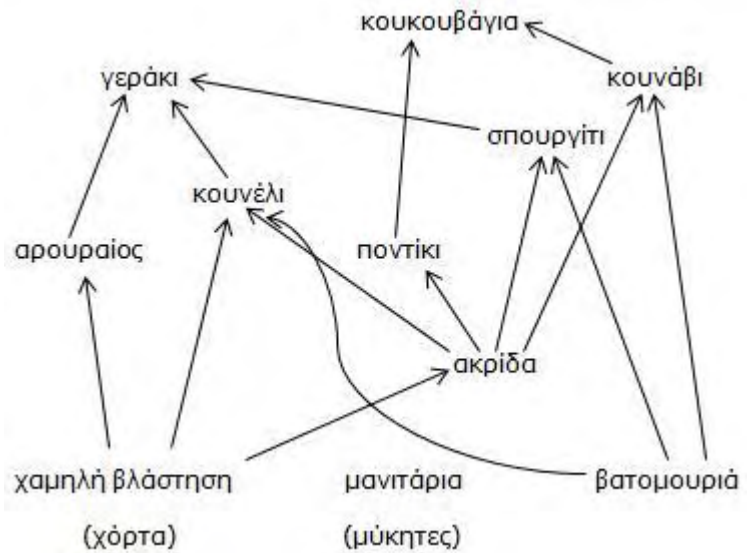 κουκουβάγια
γεράκι
κουνάβι
σπουργίτι
κουνέλι
αρουραίος
ποντίκι
ακρίδα
χαμηλή βλάστηση
μανιτάρια
βατομουριά
(χόρτα)
(μύκητες)